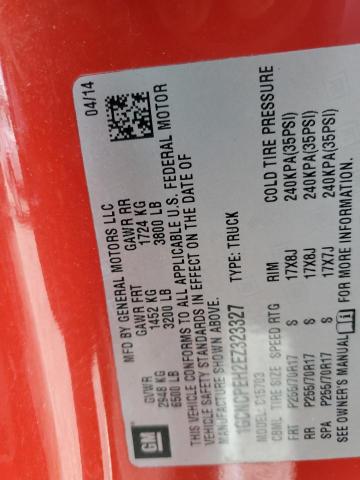 04/14
GM
MFD BY GENERAL MOTORS LLC
GVWR GAWR FRT GAWR RR
2948 KG 1452 KG 1724 KG
6500 LB 3200 LB 3800 LB
THIS VEHICLE CONFORMS TO ALL APPLICABLE U.S. FEDERAL MOTOR
VEHICLE SAFETY STANDARDS IN EFFECT ON THE DATE OF
MANUFACTURE SHOWN ABOVE.
1GCNCPEH2EZ323327 TYPE: TRUCK
CBML: C15703
TIRE SIZE SPEED RTG RIM COLD TIRE PRESSURE
FRT P255/70R17 S 17X8J 240KPA(35PSI)
RR P255/70R17 S 17X8J 240KPA(35PSI)
SPA P255/70R17 S 17X7J 240KPA(35PSI)
SEE OWNER'S MANUAL FOR MORE INFORMATION